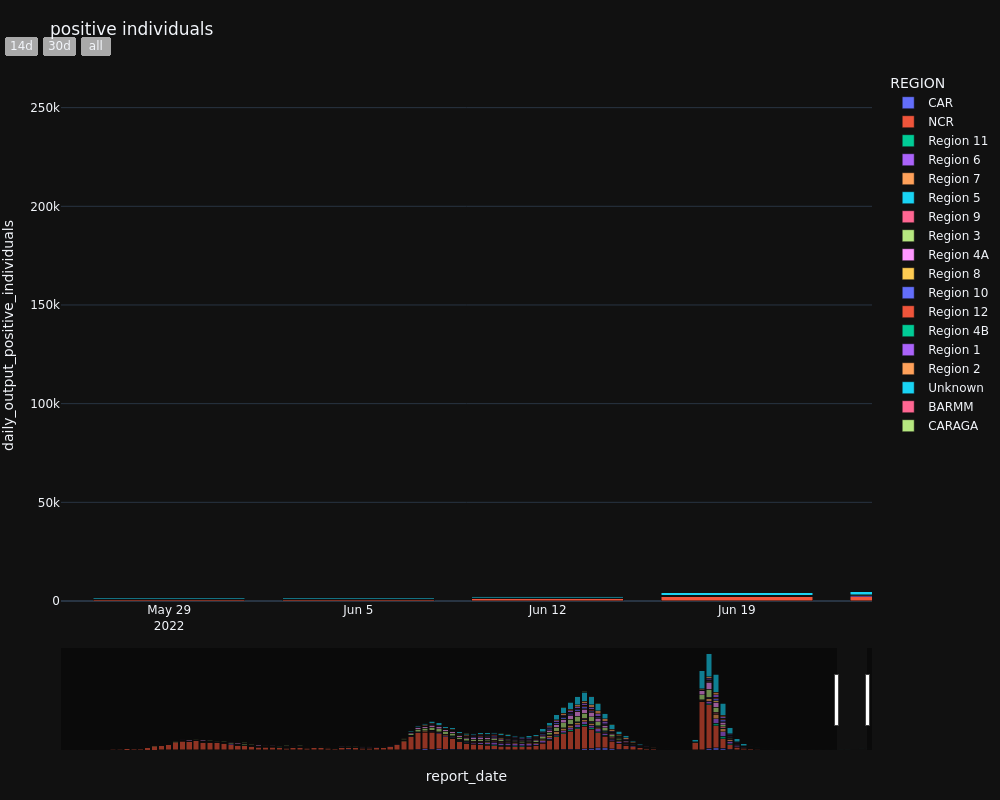 positive individuals
14d 30d all
250k
200k
150k
100k
50k
0
daily_output_positive_individuals
May 29
2022
Jun 5
Jun 12
Jun 19
report_date
REGION
CAR
NCR
Region 11
Region 6
Region 7
Region 5
Region 9
Region 3
Region 4A
Region 8
Region 10
Region 12
Region 4B
Region 1
Region 2
Unknown
BARMM
CARAGA